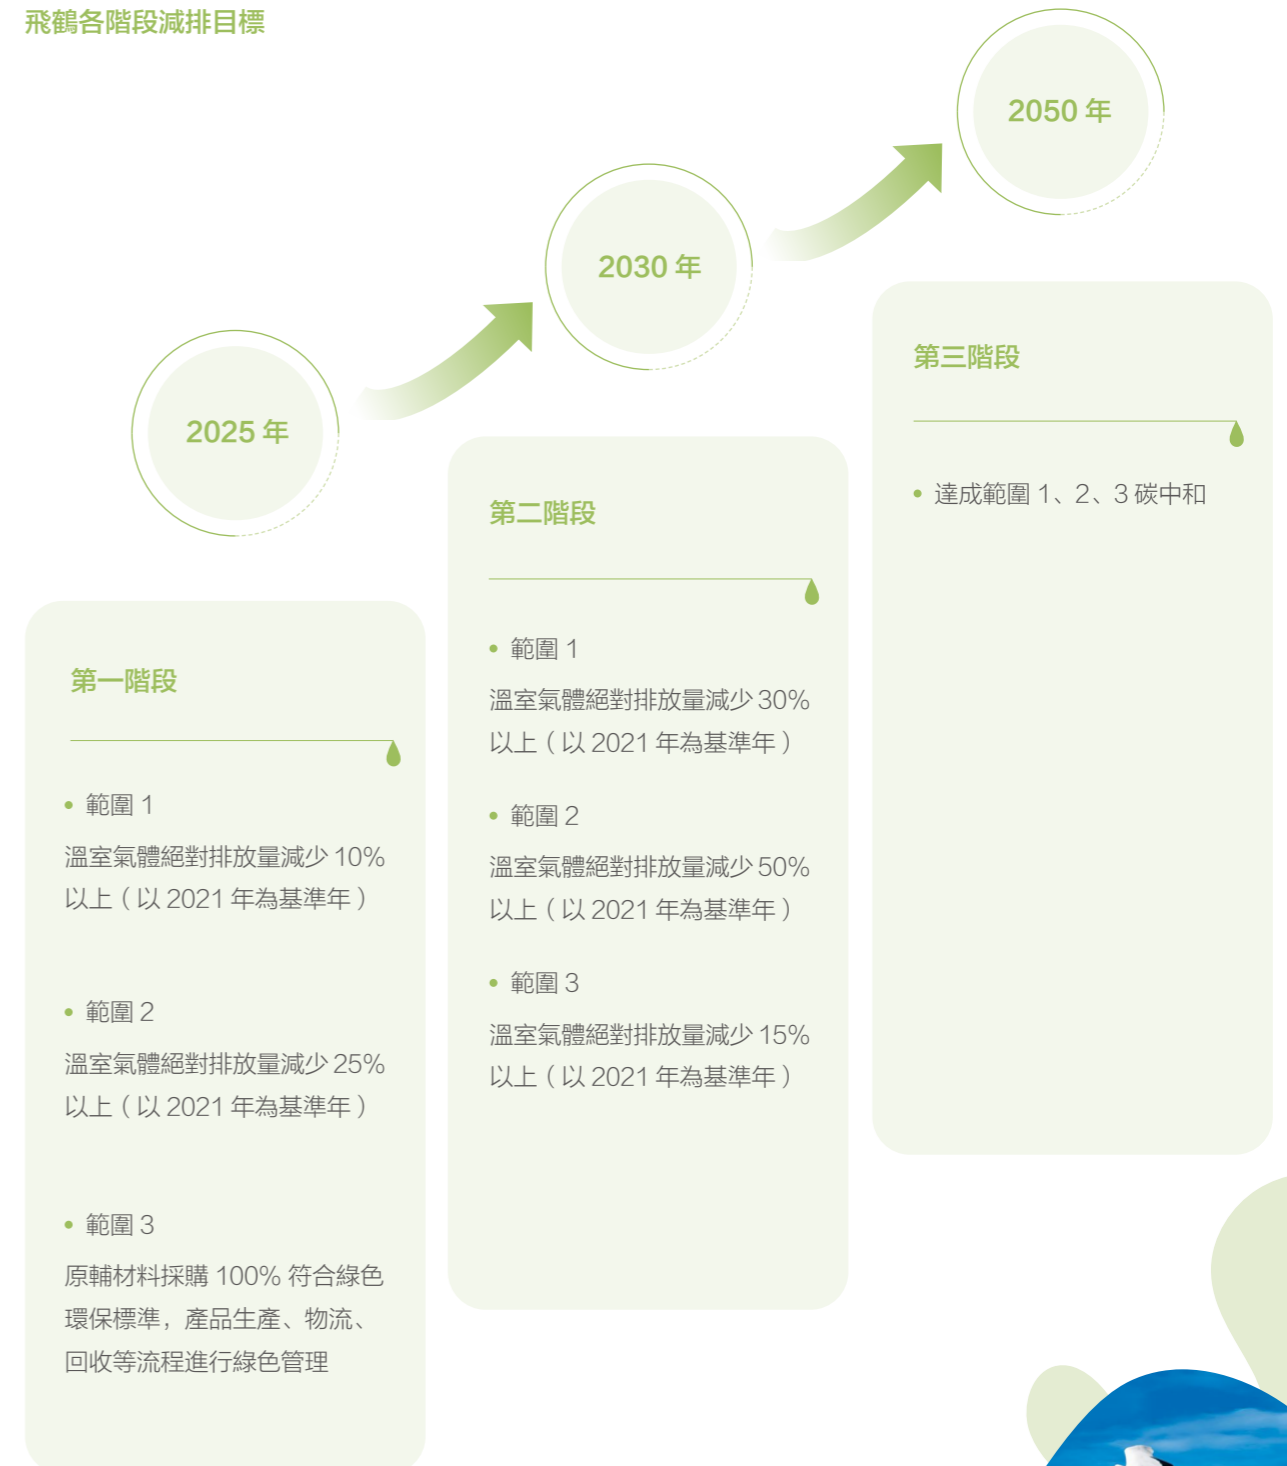 飛鶴各階段減排目標
2025 年
第一階段
• 範圍 1
溫室氣體絕對排放量減少 10%
以上（以 2021 年為基準年）
• 範圍 2
溫室氣體絕對排放量減少 25%
以上（以 2021 年為基準年）
• 範圍 3
原輔材料採購 100% 符合綠色
環保標準，產品生產、物流、
回收等流程進行綠色管理
2030 年
第二階段
• 範圍 1
溫室氣體絕對排放量減少 30%
以上（以 2021 年為基準年）
• 範圍 2
溫室氣體絕對排放量減少 50%
以上（以 2021 年為基準年）
• 範圍 3
溫室氣體絕對排放量減少 15%
以上（以 2021 年為基準年）
2050 年
第三階段
• 達成範圍 1、2、3 碳中和